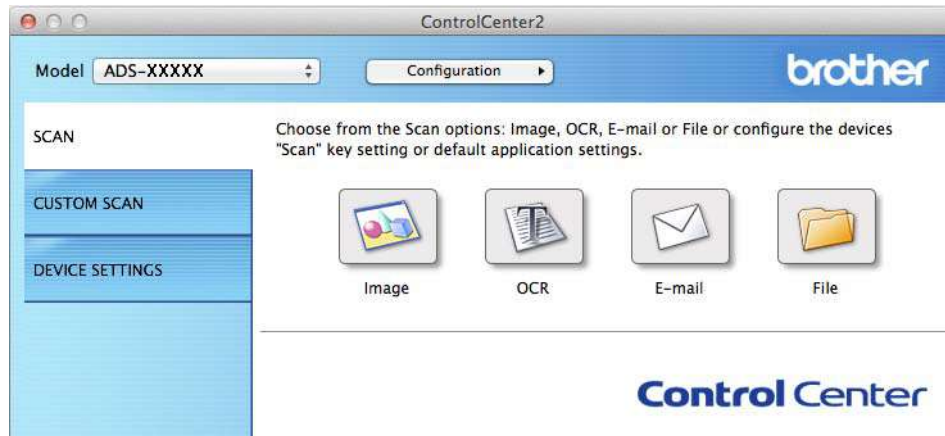 ControlCenter2
Model ADS-XXXXX Configuration brother
SCAN
Choose from the Scan options: Image, OCR, E-mail or File or configure the devices
"Scan" key setting or default application settings.
CUSTOM SCAN
DEVICE SETTINGS
Image OCR E-mail File
Control Center